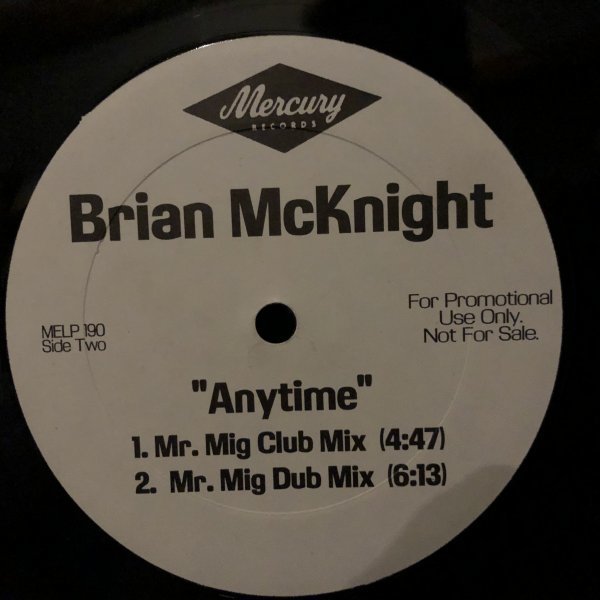 Mercury
RECORDS
Brian McKnight
MELP 190
Side Two
For Promotional
Use Only.
Not For Sale.
"Anytime"
1. Mr. Mig Club Mix (4:47)
2. Mr. Mig Dub Mix (6:13)